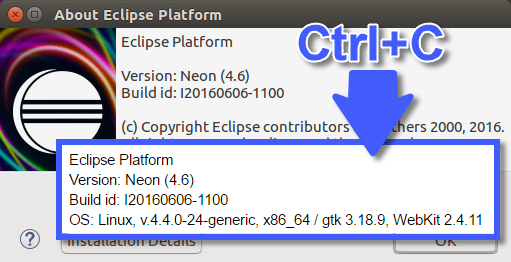 About Eclipse Platform
Eclipse Platform
Ctrl+C
Version: Neon (4.6)
Build id: I20160606-1100
(c) Copyright Eclipse contributors 2000, 2016.
Eclipse Platform
Version: Neon (4.6)
Build id: I20160606-1100
OS: Linux, v.4.4.0-24-generic, x86_64 / gtk 3.18.9, WebKit 2.4.11
?
Installation Details
OK